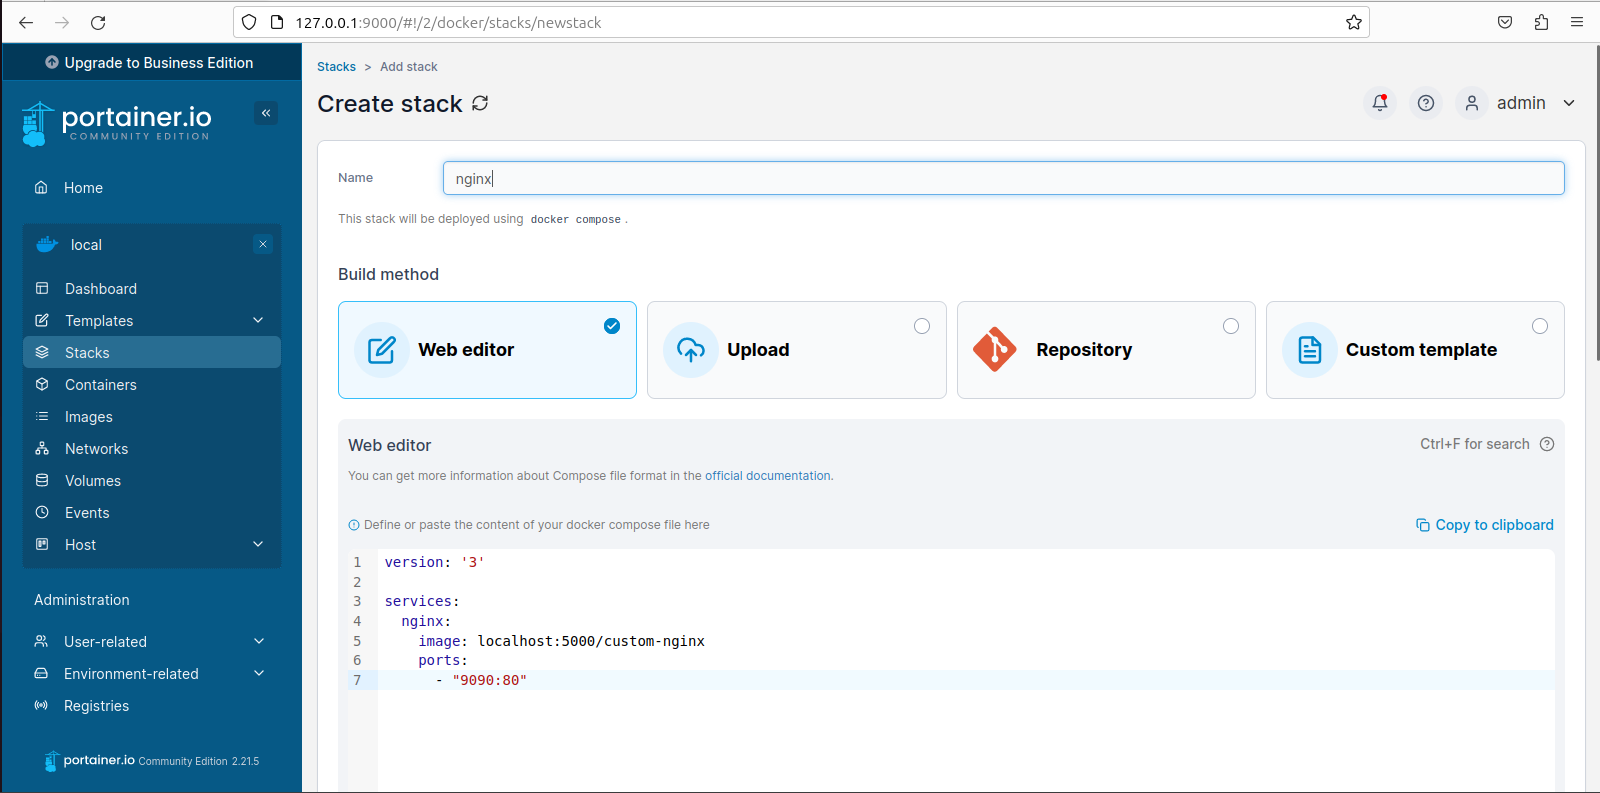 127.0.0.1:9000/#!/2/docker/stacks/newstack
Upgrade to Business Edition
portainer.io
COMMUNITY EDITION
Home
local
Dashboard
Templates
Stacks
Containers
Images
Networks
Volumes
Events
Host
Administration
User-related
Environment-related
Registries
portainer.io Community Edition 2.21.5
Stacks > Add stack
Create stack
admin
Name
nginx
This stack will be deployed using docker compose.
Build method
Web editor
Upload
Repository
Custom template
Web editor
Ctrl+F for search
You can get more information about Compose file format in the official documentation.
Define or paste the content of your docker compose file here
Copy to clipboard
1 version: '3'
2
3 services:
4   nginx:
5     image: localhost:5000/custom-nginx
6     ports:
7       - "9090:80"